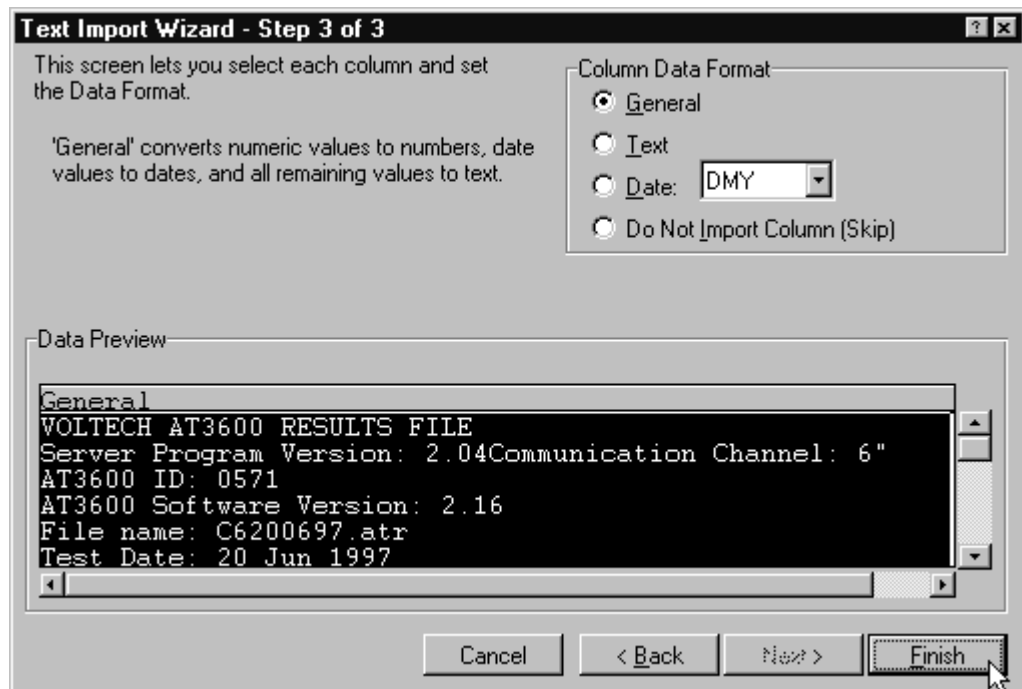 Text Import Wizard - Step 3 of 3
This screen lets you select each column and set
the Data Format.
'General' converts numeric values to numbers, date
values to dates, and all remaining values to text.
Column Data Format
General
Text
Date: DMY
Do Not Import Column (Skip)
Data Preview
General
VOLTECH AT3600 RESULTS FILE
Server Program Version: 2.04Communication Channel: 6"
AT3600 ID: 0571
AT3600 Software Version: 2.16
File name: C6200697.atr
Test Date: 20 Jun 1997
Cancel
< Back
Next >
Finish